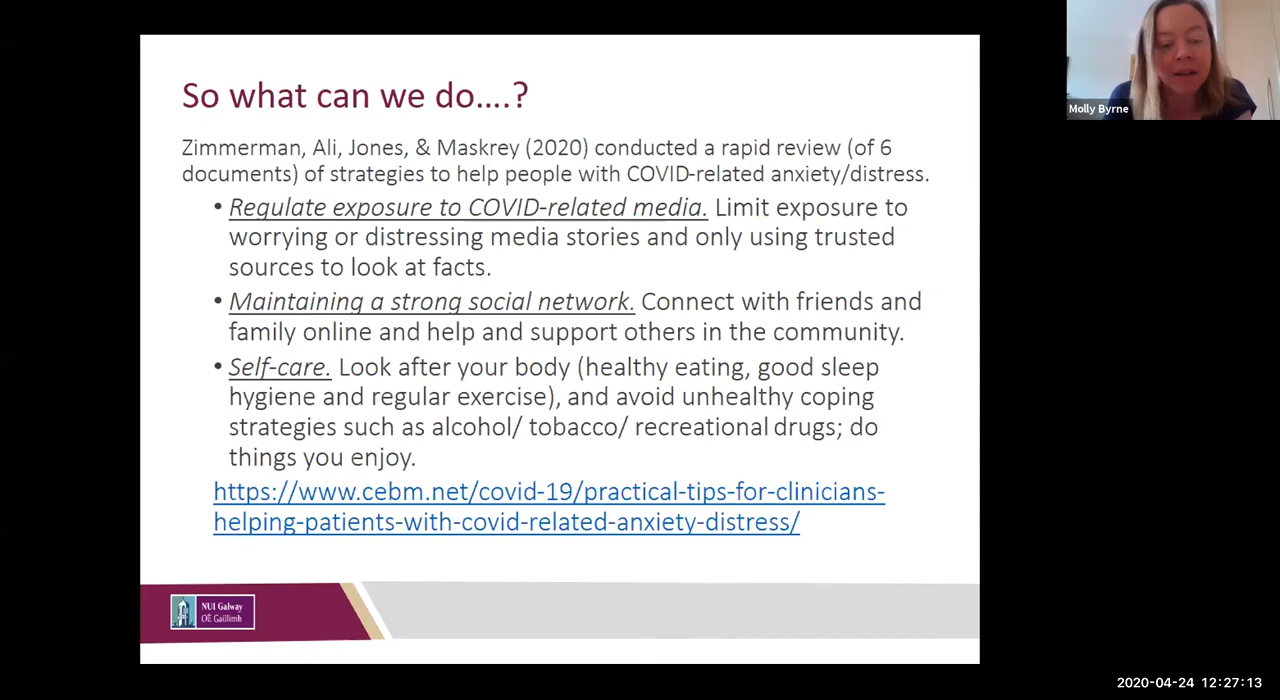 So what can we do....?
Zimmerman, Ali, Jones, & Maskrey (2020) conducted a rapid review (of 6
documents) of strategies to help people with COVID-related anxiety/distress.
• Regulate exposure to COVID-related media. Limit exposure to
worrying or distressing media stories and only using trusted
sources to look at facts.
• Maintaining a strong social network. Connect with friends and
family online and help and support others in the community.
• Self-care. Look after your body (healthy eating, good sleep
hygiene and regular exercise), and avoid unhealthy coping
strategies such as alcohol/ tobacco/ recreational drugs; do
things you enjoy.
https://www.cebm.net/covid-19/practical-tips-for-clinicians-
helping-patients-with-covid-related-anxiety-distress/
NUI Galway
OÉ Gaillimh
Molly Byrne
2020-04-24 12:27:13